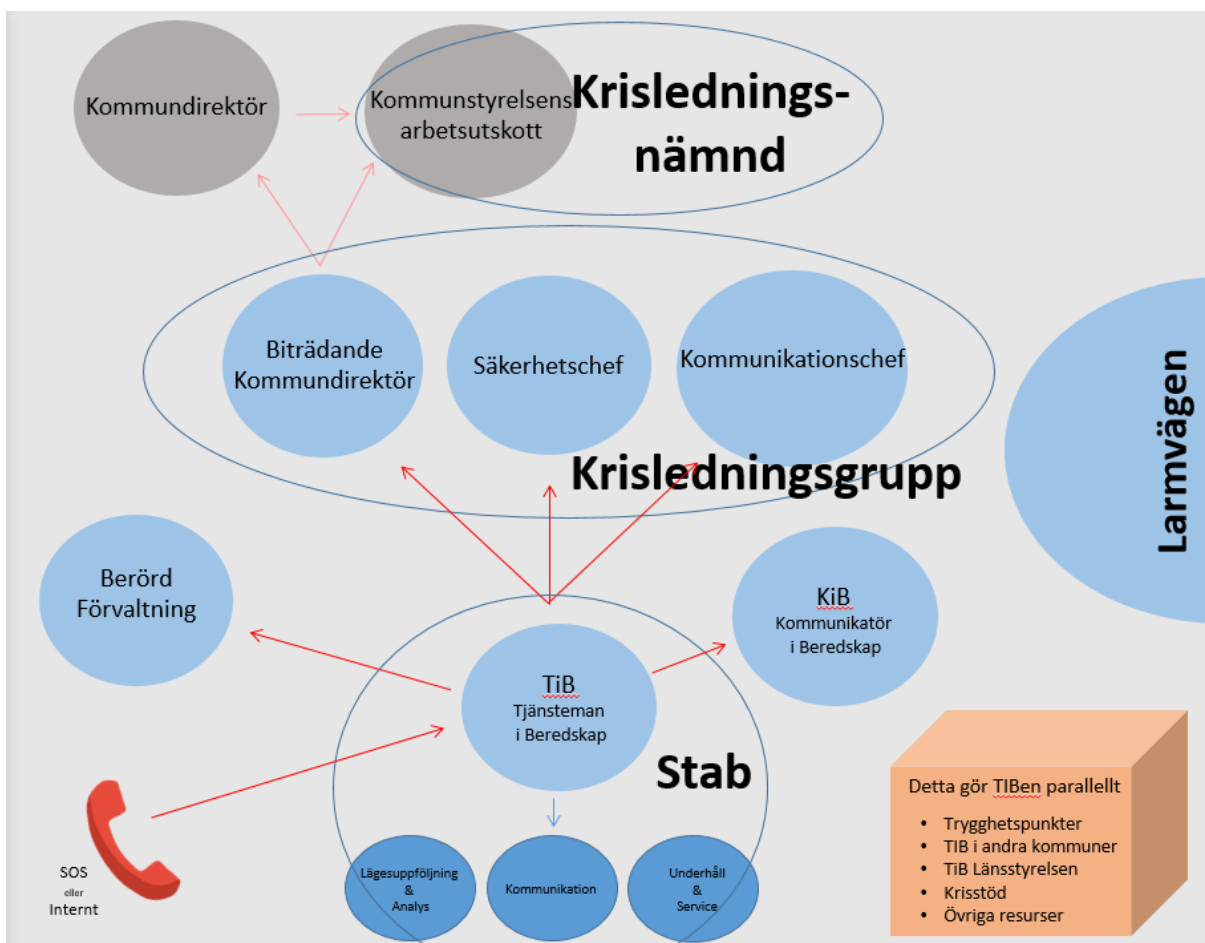 Kommundirektör
Kommunstyrelsens
arbetsutskott
Krislednings-
nämnd
Biträdande
Kommundirektör
Säkerhetschef
Kommunikationschef
Krisledningsgrupp
Larmvägen
Berörd
Förvaltning
KiB
Kommunikatör
i Beredskap
TiB
Tjänsteman
i Beredskap
Stab
Lägesuppföljning
&
Analys
Kommunikation
Underhåll
&
Service
SOS
eller
Internt
Detta gör TIBen parallellt
• Trygghetspunkter
• TIB i andra kommuner
• TiB Länsstyrelsen
• Krisstöd
• Övriga resurser